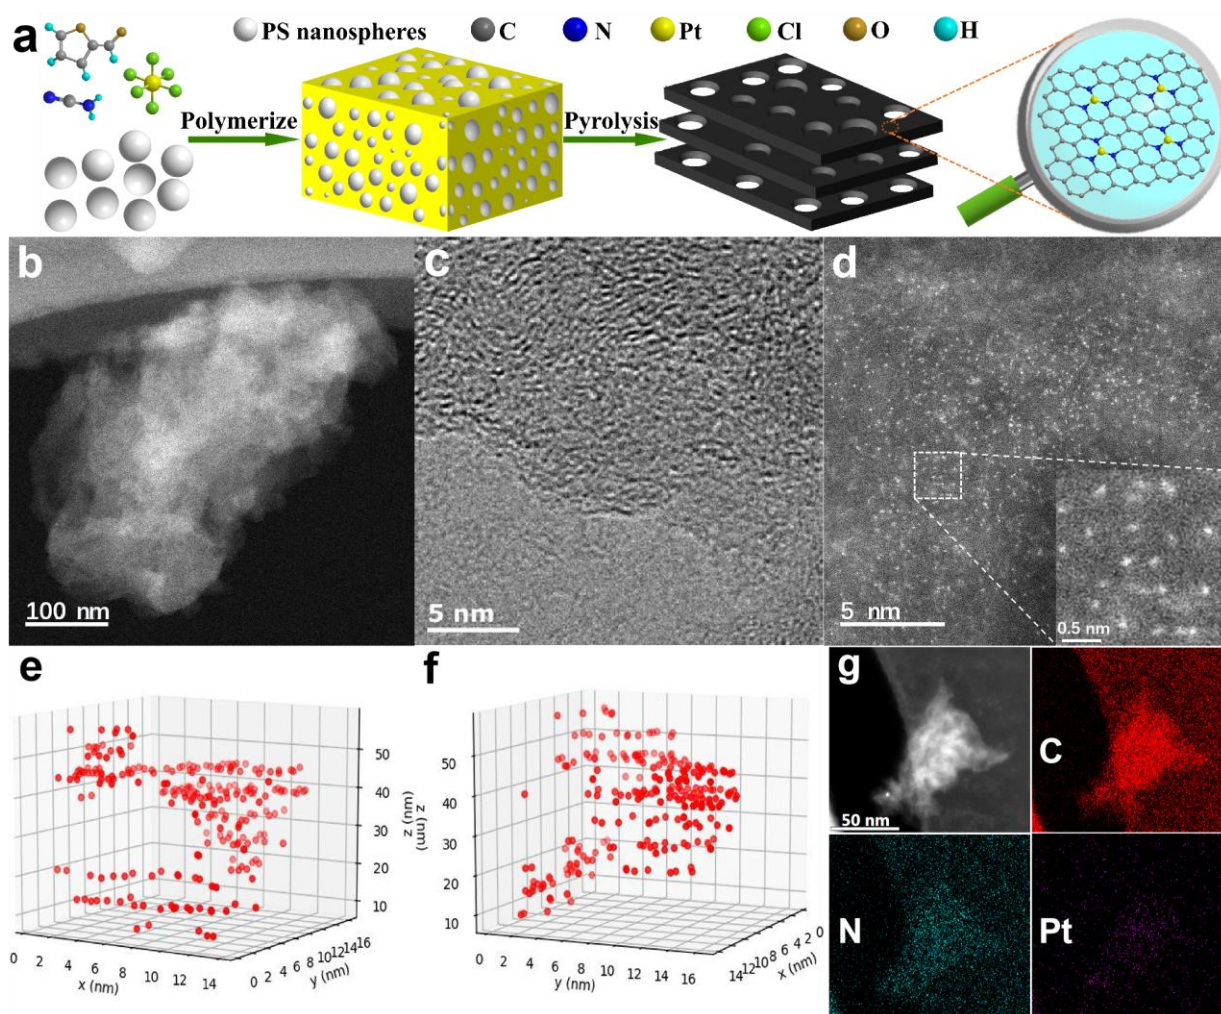 a
PS nanospheres C N Pt Cl O H
Polymerize
Pyrolysis
b
100 nm
c
5 nm
d
5 nm
0.5 nm
e
50
40
30
20
10
z (nm)
0 2 4 6 8 10 12 14
x (nm)
0 2 4 6 8 10 12 14 16
y (nm)
f
z (nm)
50
40
30
20
10
0 2 4 6 8 10 12 14 16
y (nm)
14 12 10 8 6 4 2 0
x (nm)
g
50 nm
C
N
Pt